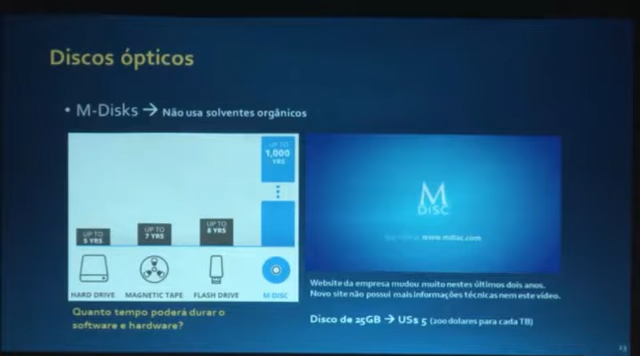 Discos ópticos
• M-Disks → Não usa solventes orgânicos
UP TO
1,000
YRS
UP TO
5 YRS
UP TO
7 YRS
UP TO
8 YRS
HARD DRIVE
MAGNETIC TAPE
FLASH DRIVE
M DISC
M
DISC
www.mdisc.com
Quanto tempo poderá durar o
software e hardware?
Website da empresa mudou muito nestes últimos dois anos.
Novo site não possui mais informações técnicas nem este vídeo.
Disco de 25GB → US$ 5 (200 dolares para cada TB)